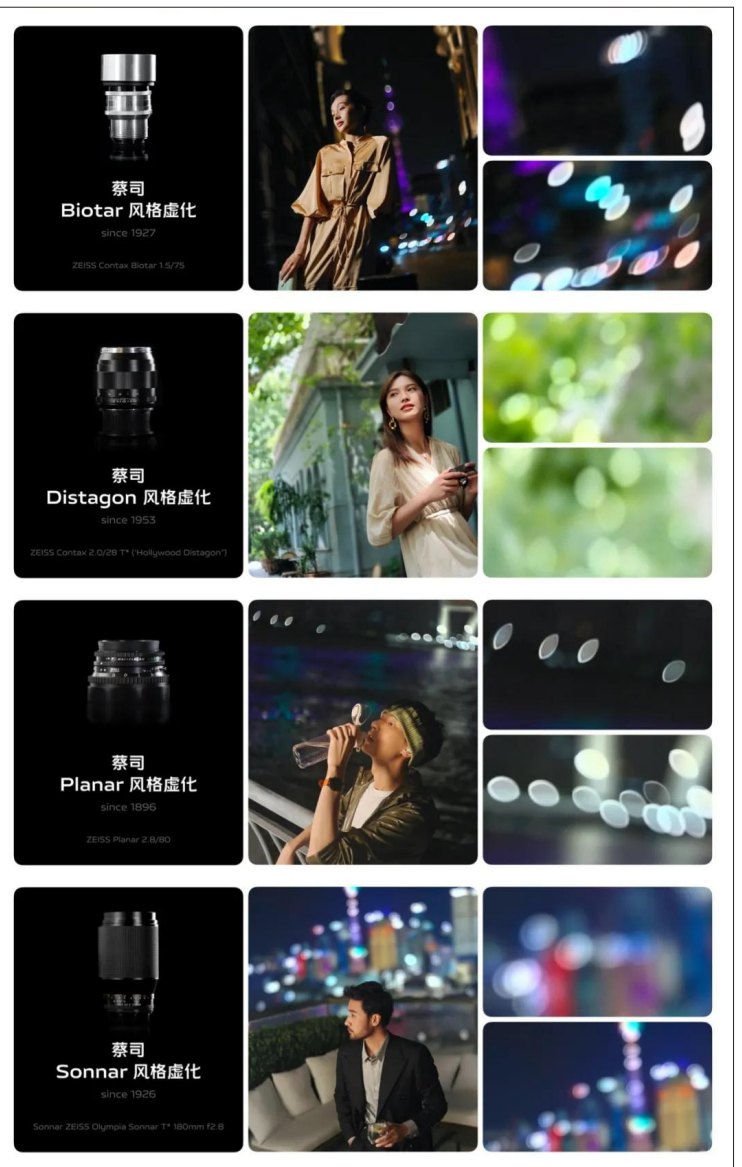 蔡司
Biotar 风格虚化
since 1927
ZEISS Contax Biotar 1.5/75
蔡司
Distagon 风格虚化
since 1953
ZEISS Contax 2.0/28 T* ('Hollywood Distagon")
蔡司
Planar 风格虚化
since 1896
ZEISS Planar 2.8/80
蔡司
Sonnar 风格虚化
since 1926
Sonnar ZEISS Olympia Sonnar T* 180mm f2.8